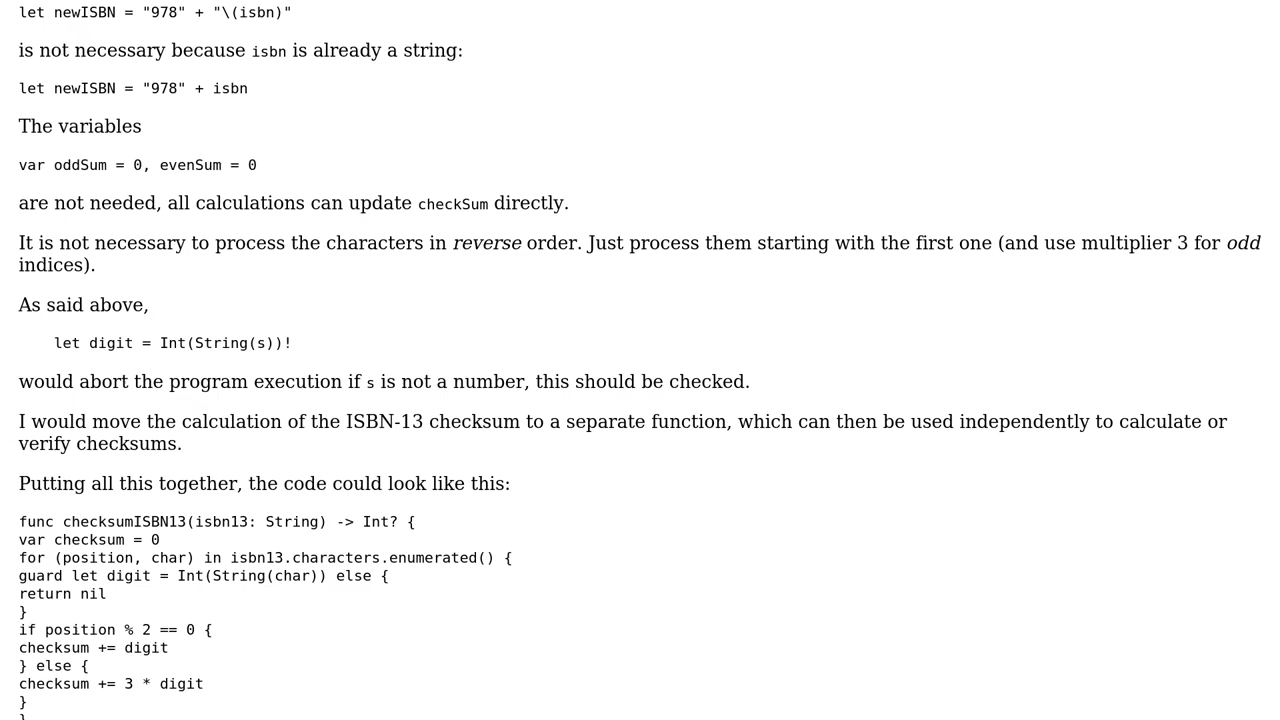 let newISBN = "978" + "\(isbn)"
is not necessary because isbn is already a string:
let newISBN = "978" + isbn
The variables
var oddSum = 0, evenSum = 0
are not needed, all calculations can update checkSum directly.
It is not necessary to process the characters in reverse order. Just process them starting with the first one (and use multiplier 3 for odd
indices).
As said above,
    let digit = Int(String(s))!
would abort the program execution if s is not a number, this should be checked.
I would move the calculation of the ISBN-13 checksum to a separate function, which can then be used independently to calculate or
verify checksums.
Putting all this together, the code could look like this:
func checksumISBN13(isbn13: String) -> Int? {
var checksum = 0
for (position, char) in isbn13.characters.enumerated() {
guard let digit = Int(String(char)) else {
return nil
}
if position % 2 == 0 {
checksum += digit
} else {
checksum += 3 * digit
}
}